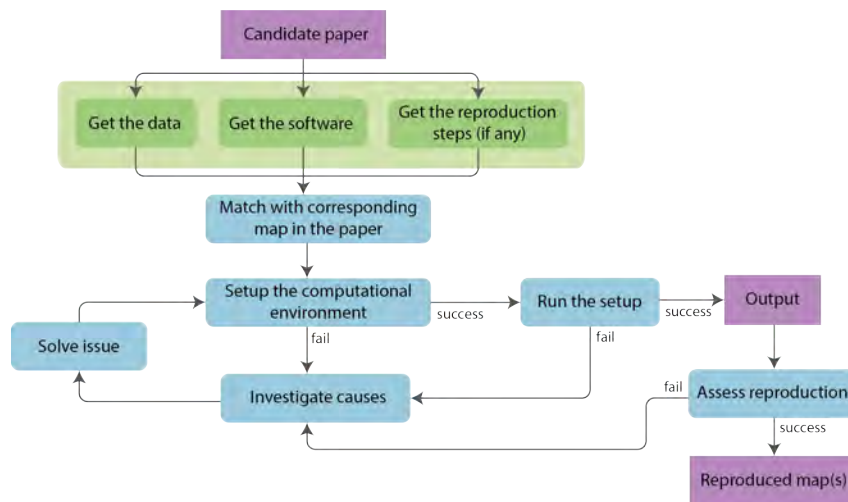 Candidate paper
Get the data
Get the software
Get the reproduction
steps (if any)
Match with corresponding
map in the paper
Setup the computational
environment
success
Run the setup
success
Output
fail
fail
Solve issue
Investigate causes
fail
Assess reproduction
success
Reproduced map(s)